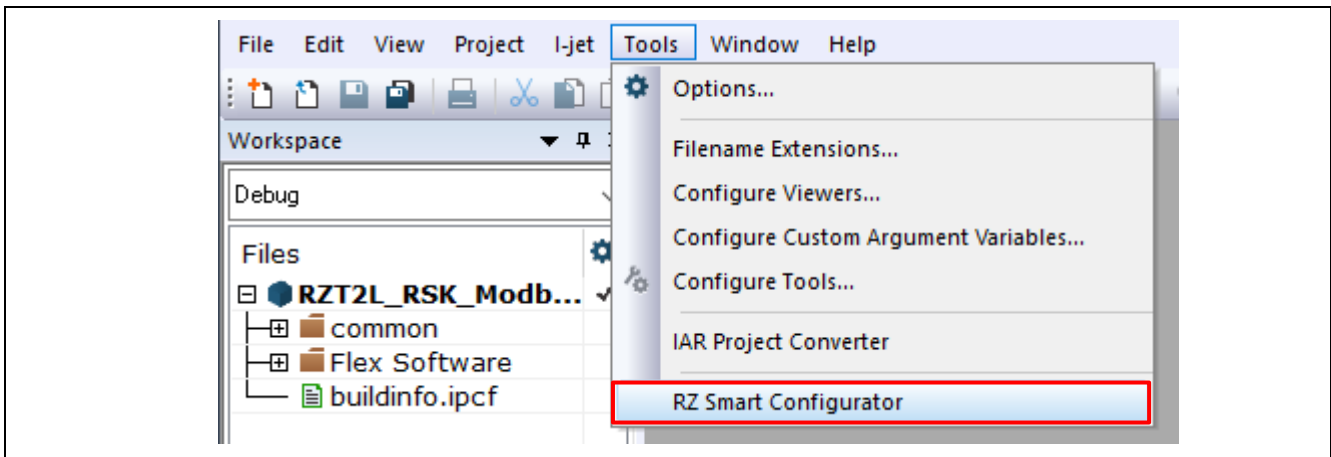 File Edit View Project I-jet Tools Window Help
Options...
Workspace
Filename Extensions...
Debug
Configure Viewers...
Configure Custom Argument Variables...
Files
Configure Tools...
RZT2L_RSK_Modb...
common
IAR Project Converter
Flex Software
buildinfo.ipcf
RZ Smart Configurator